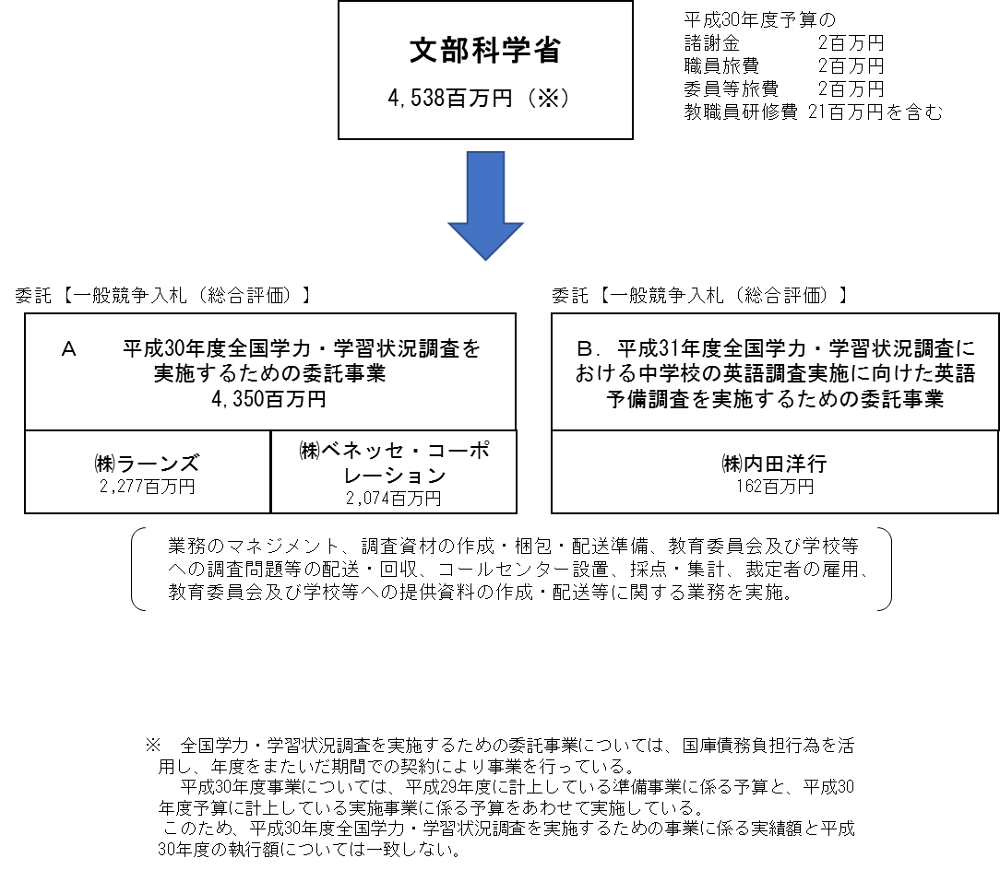 文部科学省
4,538百万円（※）
平成30年度予算の
諸謝金　　　　2百万円
職員旅費　　　2百万円
委員等旅費　　2百万円
教職員研修費 21百万円を含む
委託【一般競争入札（総合評価）】
A　　平成30年度全国学力・学習状況調査を
実施するための委託事業
4,350百万円
㈱ラーンズ
2,277百万円
㈱ベネッセ・コーポ
レーション
2,074百万円
委託【一般競争入札（総合評価）】
B．平成31年度全国学力・学習状況調査に
おける中学校の英語調査実施に向けた英語
予備調査を実施するための委託事業
㈱内田洋行
162百万円
業務のマネジメント、調査資材の作成・梱包・配送準備、教育委員会及び学校等
への調査問題等の配送・回収、コールセンター設置、採点・集計、裁定者の雇用、
教育委員会及び学校等への提供資料の作成・配送等に関する業務を実施。
※　全国学力・学習状況調査を実施するための委託事業については、国庫債務負担行為を活
用し、年度をまたいだ期間での契約により事業を行っている。
平成30年度事業については、平成29年度に計上している準備事業に係る予算と、平成30
年度予算に計上している実施事業に係る予算をあわせて実施している。
このため、平成30年度全国学力・学習状況調査を実施するための事業に係る実績額と平成
30年度の執行額については一致しない。